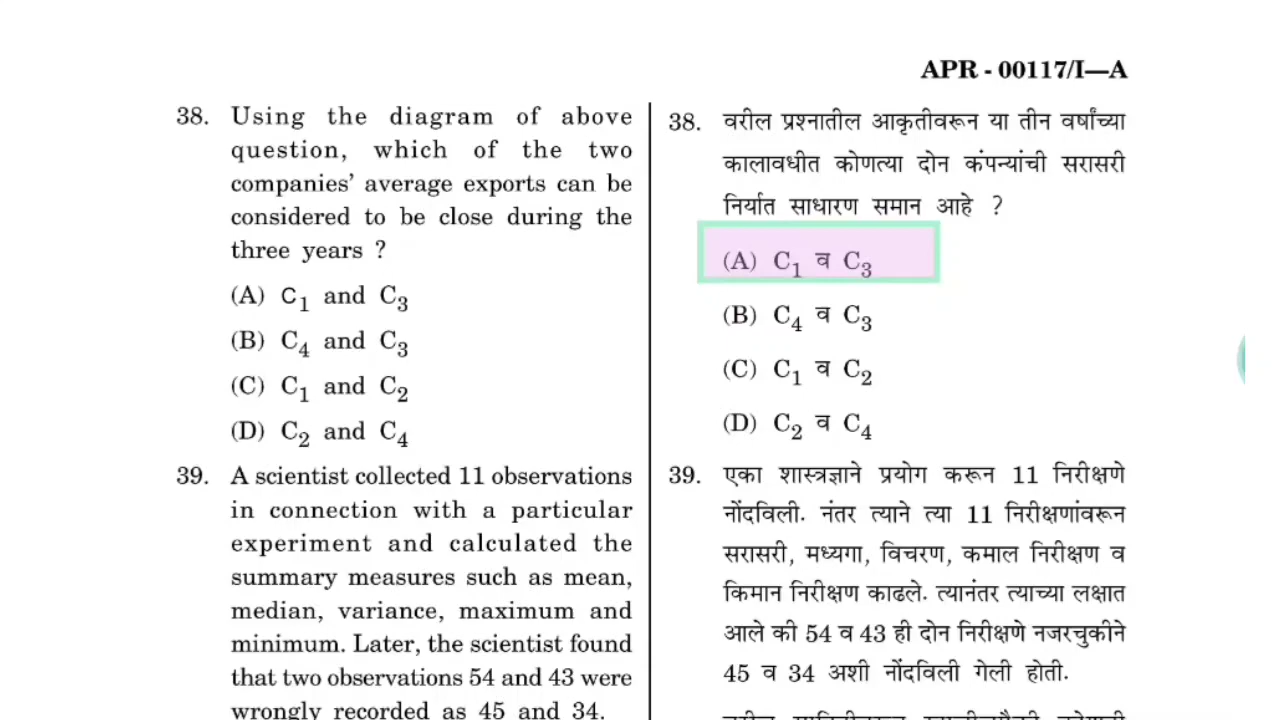 APR - 00117/I—A
38. Using the diagram of above
question, which of the two
companies' average exports can be
considered to be close during the
three years ?
(A) C1 and C3
(B) C4 and C3
(C) C1 and C2
(D) C2 and C4
39. A scientist collected 11 observations
in connection with a particular
experiment and calculated the
summary measures such as mean,
median, variance, maximum and
minimum. Later, the scientist found
that two observations 54 and 43 were
wrongly recorded as 45 and 34.
38. वरील प्रश्नातील आकृतीवरून या तीन वर्षांच्या
कालावधीत कोणत्या दोन कंपन्यांची सरासरी
निर्यात साधारण समान आहे ?
(A) C1 व C3
(B) C4 व C3
(C) C1 व C2
(D) C2 व C4
39. एका शास्त्रज्ञाने प्रयोग करून 11 निरीक्षणे
नोंदविली. नंतर त्याने त्या 11 निरीक्षणांवरून
सरासरी, मध्यगा, विचरण, कमाल निरीक्षण व
किमान निरीक्षण काढले. त्यानंतर त्याच्या लक्षात
आले की 54 व 43 ही दोन निरीक्षणे नजरचुकीने
45 व 34 अशी नोंदविली गेली होती.